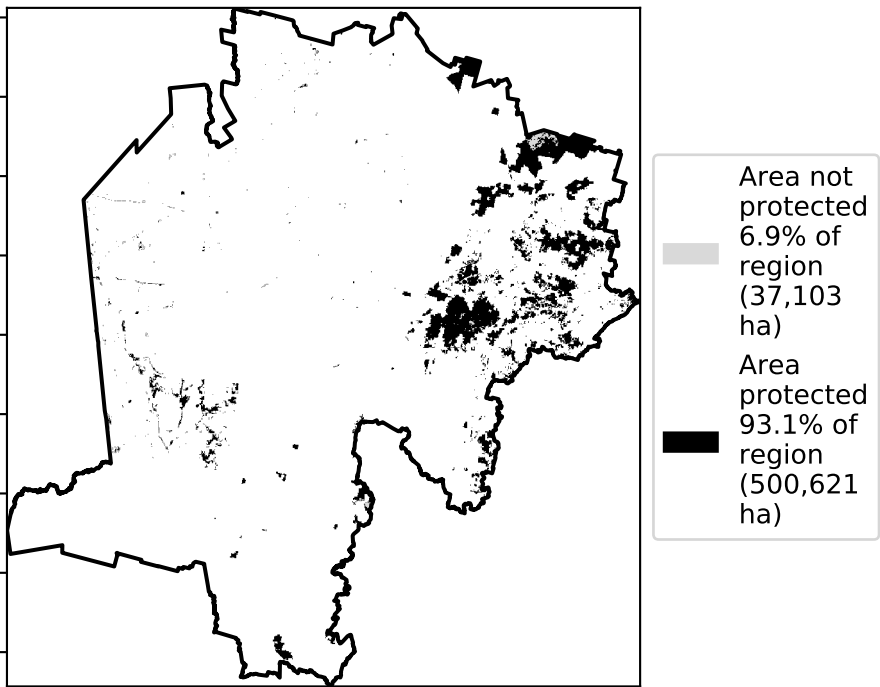 Area not
protected
6.9% of
region
(37,103
ha)
Area
protected
93.1% of
region
(500,621
ha)